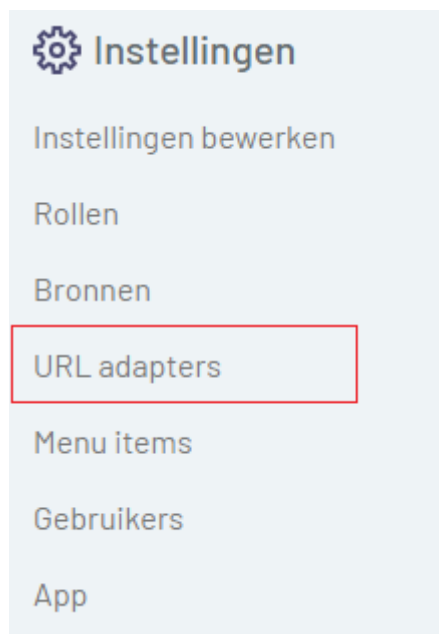 Instellingen
Instellingen bewerken
Rollen
Bronnen
URL adapters
Menu items
Gebruikers
App